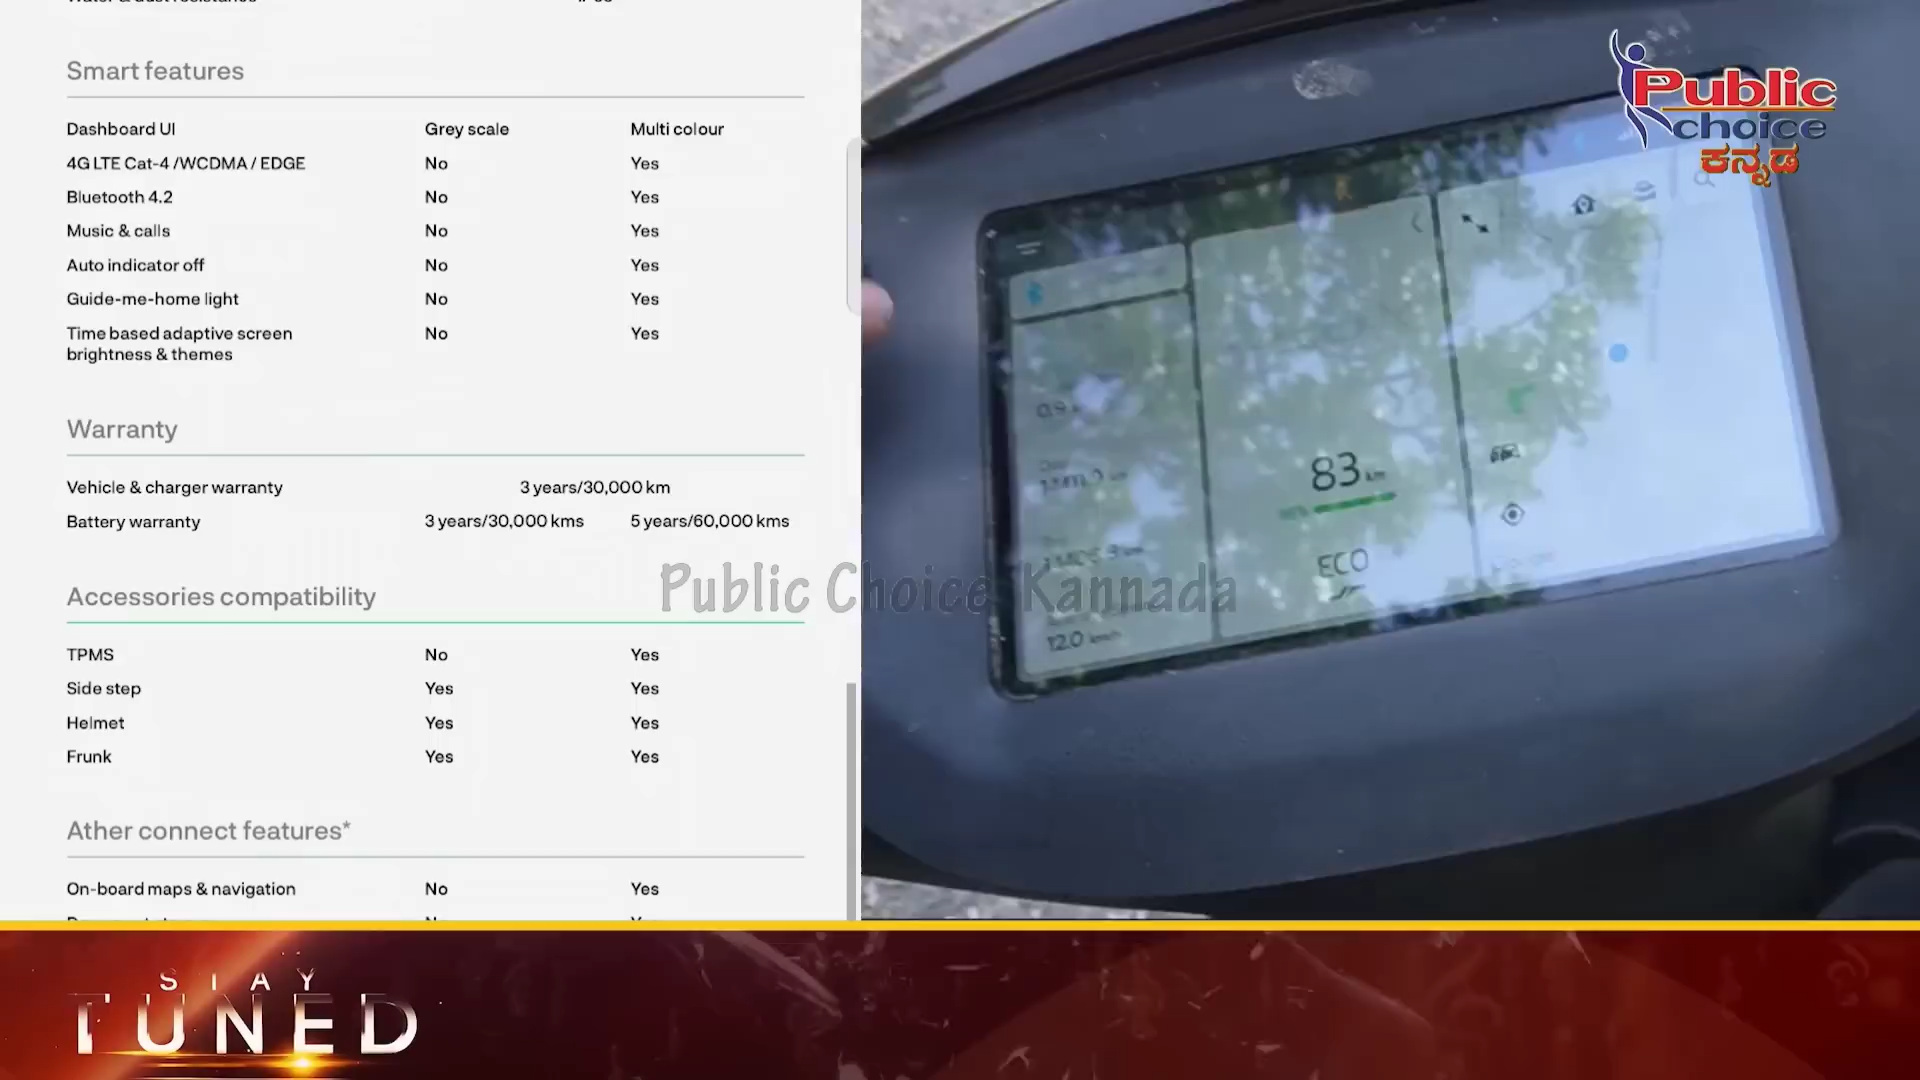 Smart features
Dashboard UI Grey scale Multi colour
4G LTE Cat-4 /WCDMA / EDGE No Yes
Bluetooth 4.2 No Yes
Music & calls No Yes
Auto indicator off No Yes
Guide-me-home light No Yes
Time based adaptive screen brightness & themes No Yes
Warranty
Vehicle & charger warranty 3 years/30,000 km
Battery warranty 3 years/30,000 kms 5 years/60,000 kms
Accessories compatibility
TPMS No Yes
Side step Yes Yes
Helmet Yes Yes
Frunk Yes Yes
Ather connect features*
On-board maps & navigation No Yes
Public
choice
ಕನ್ನಡ
83 km
ECO
12.0 km/h
Public Choice Kannada
STAY
TUNED